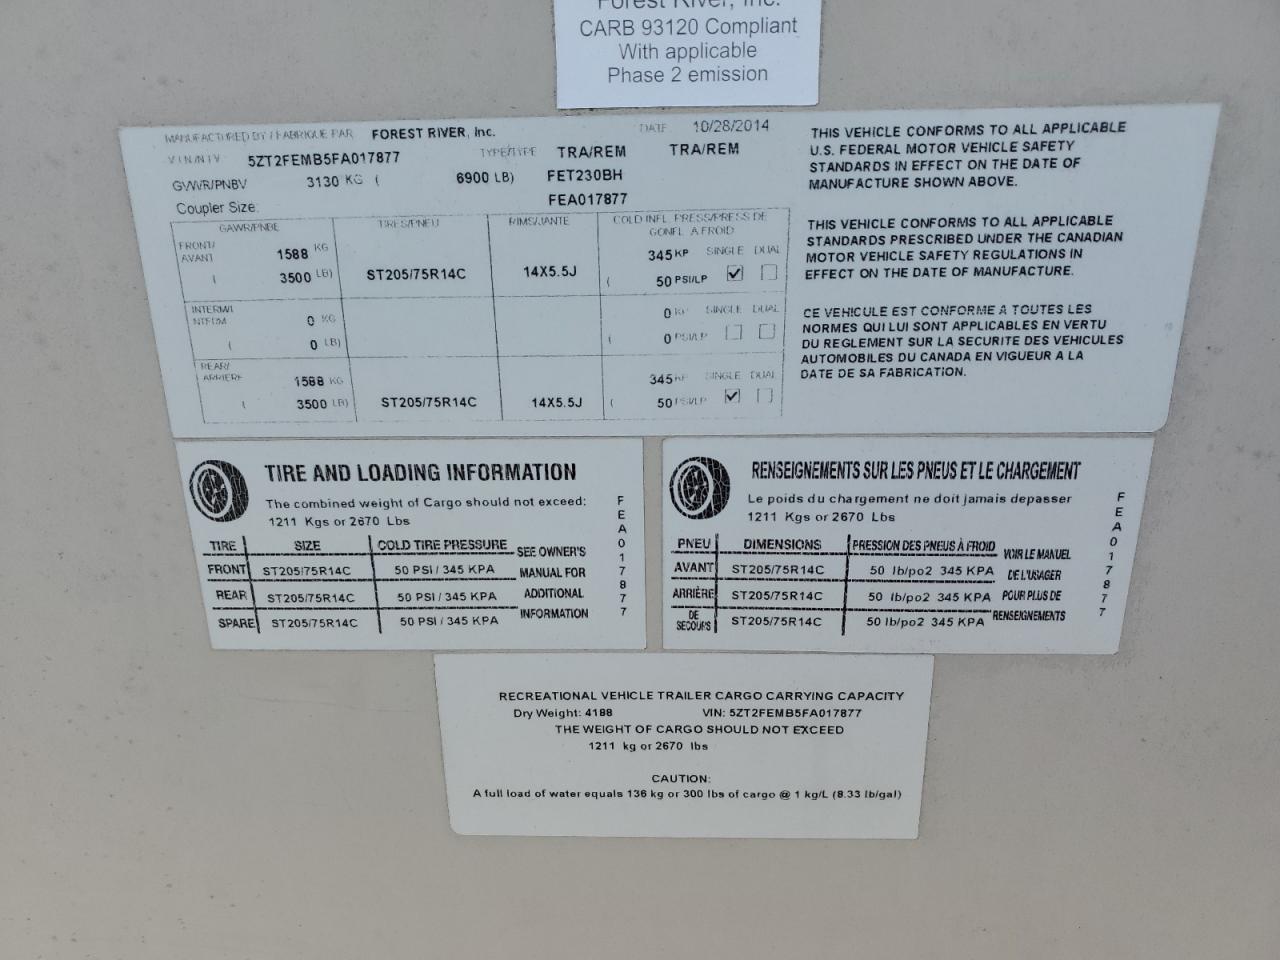 Forest River, Inc.
CARB 93120 Compliant
With applicable
Phase 2 emission
MANUFACTURED BY / FABRIQUE PAR FOREST RIVER, Inc. DATE 10/28/2014
VIN/NIV 5ZT2FEMB5FA017877 TYPE/TYPE TRA/REM TRA/REM
GVWR/PNBV 3130 KG ( 6900 LB) FET230BH
Coupler Size: FEA017877
GAWR/PNBE TIRES/PNEU RIMS/JANTE COLD INFL. PRESS/PRESS DE
GONFL. A FROID
FRONT/
AVANT 1588 KG 345 KP SINGLE DUAL
( 3500 LB) ST205/75R14C 14X5.5J ( 50 PSI/LP
INTERM/
INTERM 0 KG 0 KP SINGLE DUAL
( 0 LB) ( 0 PSI/LP
REAR/
ARRIERE 1588 KG 345 KP SINGLE DUAL
( 3500 LB) ST205/75R14C 14X5.5J ( 50 PSI/LP
THIS VEHICLE CONFORMS TO ALL APPLICABLE
U.S. FEDERAL MOTOR VEHICLE SAFETY
STANDARDS IN EFFECT ON THE DATE OF
MANUFACTURE SHOWN ABOVE.
THIS VEHICLE CONFORMS TO ALL APPLICABLE
STANDARDS PRESCRIBED UNDER THE CANADIAN
MOTOR VEHICLE SAFETY REGULATIONS IN
EFFECT ON THE DATE OF MANUFACTURE.
CE VEHICULE EST CONFORME A TOUTES LES
NORMES QUI LUI SONT APPLICABLES EN VERTU
DU REGLEMENT SUR LA SECURITE DES VEHICULES
AUTOMOBILES DU CANADA EN VIGUEUR A LA
DATE DE SA FABRICATION.
TIRE AND LOADING INFORMATION
The combined weight of Cargo should not exceed:
1211 Kgs or 2670 Lbs
TIRE SIZE COLD TIRE PRESSURE SEE OWNER'S
FRONT ST205/75R14C 50 PSI / 345 KPA MANUAL FOR
REAR ST205/75R14C 50 PSI / 345 KPA ADDITIONAL
SPARE ST205/75R14C 50 PSI / 345 KPA INFORMATION
FEA017877
RENSEIGNEMENTS SUR LES PNEUS ET LE CHARGEMENT
Le poids du chargement ne doit jamais depasser
1211 Kgs or 2670 Lbs
PNEU DIMENSIONS PRESSION DES PNEUS À FROID VOIR LE MANUEL
AVANT ST205/75R14C 50 lb/po2 345 KPA DE L'USAGER
ARRIÈRE ST205/75R14C 50 lb/po2 345 KPA POUR PLUS DE
DE
SECOURS ST205/75R14C 50 lb/po2 345 KPA RENSEIGNEMENTS
FEA017877
RECREATIONAL VEHICLE TRAILER CARGO CARRYING CAPACITY
Dry Weight: 4188 VIN: 5ZT2FEMB5FA017877
THE WEIGHT OF CARGO SHOULD NOT EXCEED
1211 kg or 2670 lbs
CAUTION:
A full load of water equals 136 kg or 300 lbs of cargo @ 1 kg/L (8.33 lb/gal)